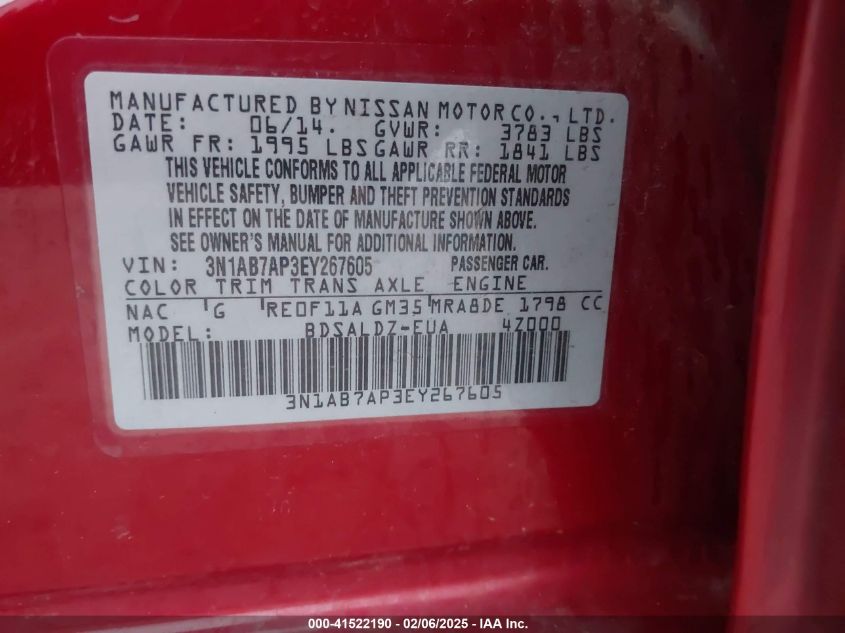 MANUFACTURED BY NISSAN MOTOR CO., LTD.
DATE: 06/14. GVWR: 3783 LBS
GAWR FR: 1995 LBS GAWR RR: 1841 LBS
THIS VEHICLE CONFORMS TO ALL APPLICABLE FEDERAL MOTOR
VEHICLE SAFETY, BUMPER AND THEFT PREVENTION STANDARDS
IN EFFECT ON THE DATE OF MANUFACTURE SHOWN ABOVE.
SEE OWNER'S MANUAL FOR ADDITIONAL INFORMATION.
VIN: 3N1AB7AP3EY267605 PASSENGER CAR.
COLOR TRIM TRANS AXLE ENGINE
NAC 'G 'RE0F11A GM35'MRA8DE 1798 CC
MODEL: BDSALDZ-EUA 4Z000
3N1AB7AP3EY267605
000-41522190 - 02/06/2025 - IAA Inc.